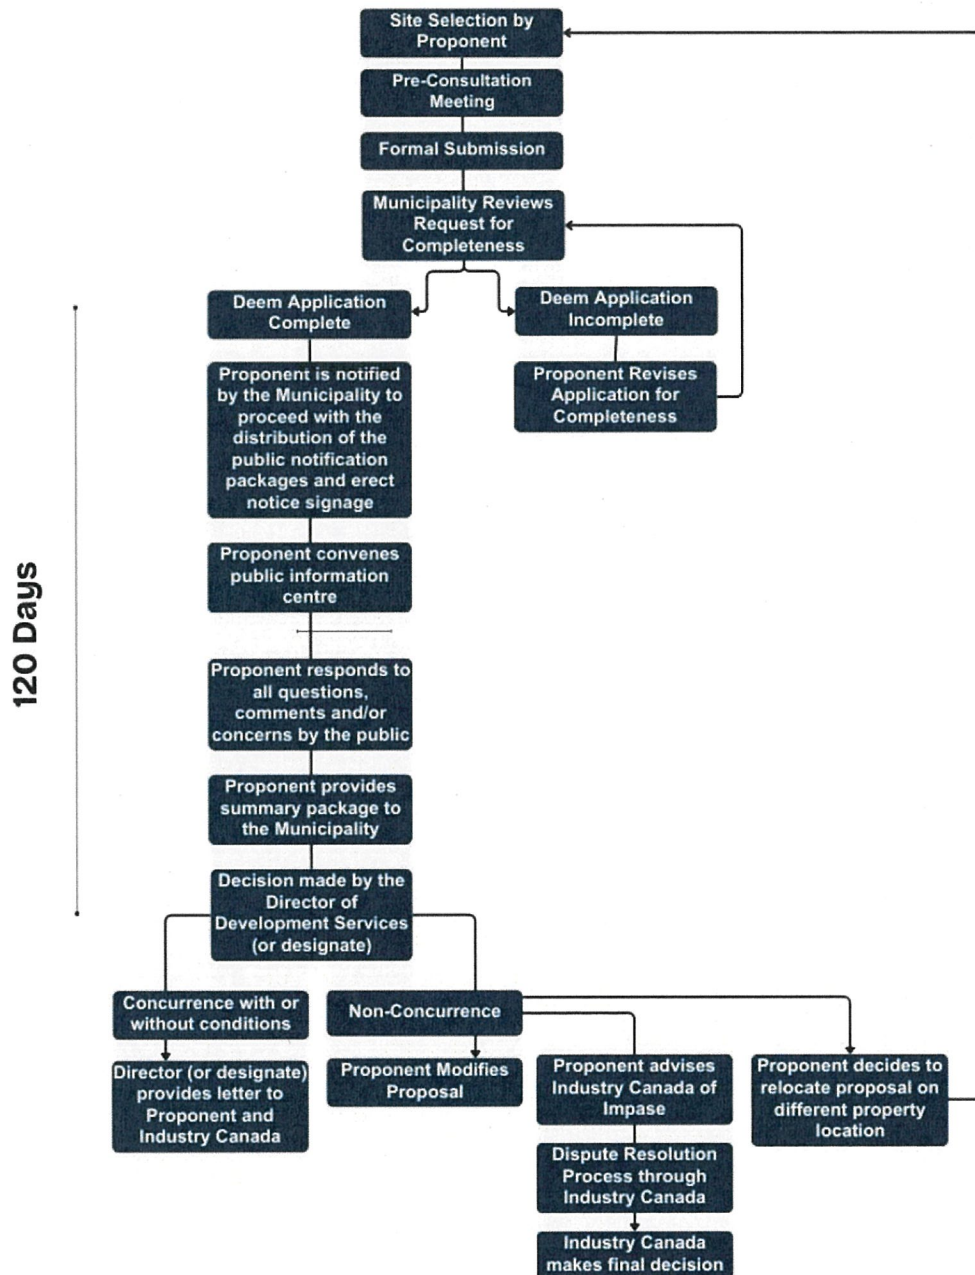 Site Selection by
Proponent
Pre-Consultation
Meeting
Formal Submission
Municipality Reviews
Request for
Completeness
Deem Application
Complete
Deem Application
Incomplete
Proponent is notified
by the Municipality to
proceed with the
distribution of the
public notification
packages and erect
notice signage
Proponent Revises
Application for
Completeness
120 Days
Proponent convenes
public information
centre
Proponent responds to
all questions,
comments and/or
concerns by the public
Proponent provides
summary package to
the Municipality
Decision made by the
Director of
Development Services
(or designate)
Concurrence with or
without conditions
Non-Concurrence
Director (or designate)
provides letter to
Proponent and
Industry Canada
Proponent Modifies
Proposal
Proponent advises
Industry Canada of
Impase
Proponent decides to
relocate proposal on
different property
location
Dispute Resolution
Process through
Industry Canada
Industry Canada
makes final decision